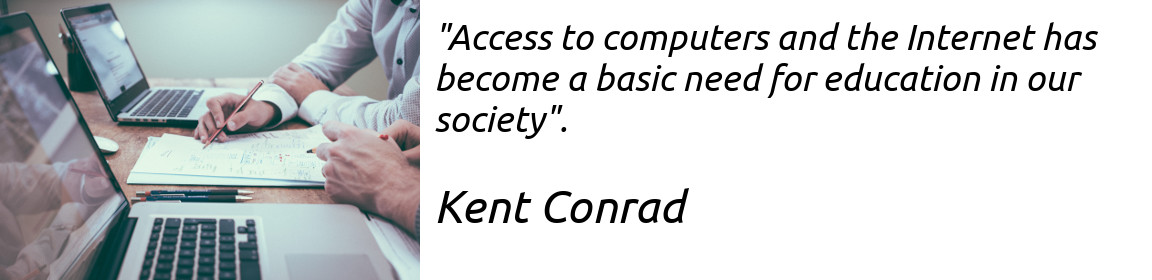 "Access to computers and the Internet has
become a basic need for education in our
society".
Kent Conrad